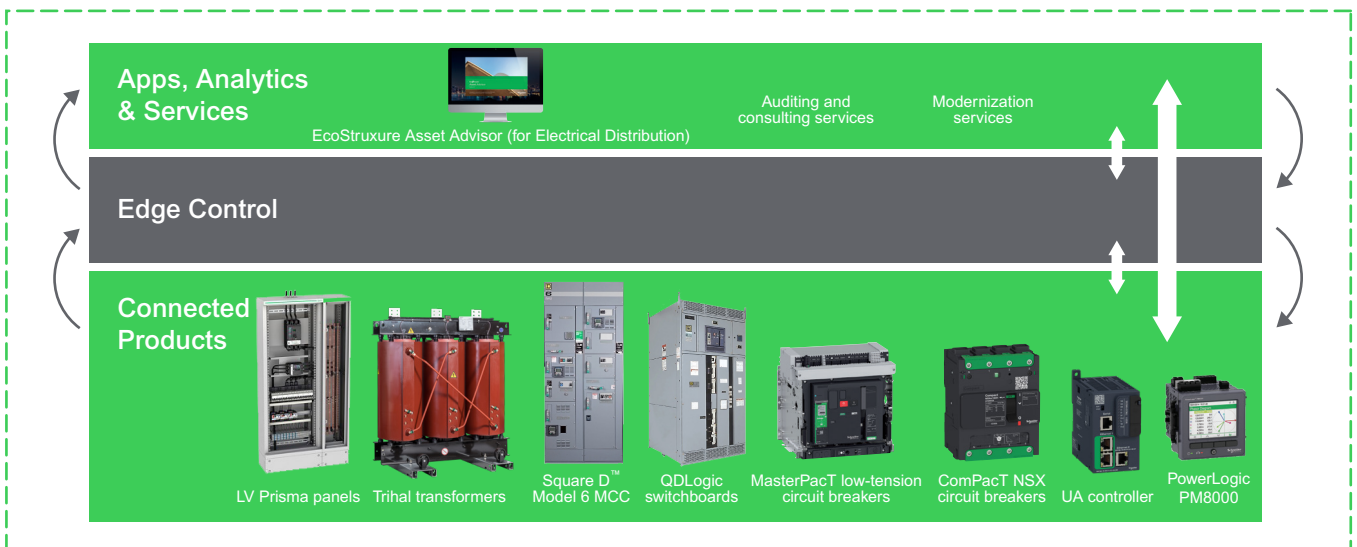 Apps, Analytics
& Services
EcoStruxure Asset Advisor (for Electrical Distribution)
Auditing and
consulting services
Modernization
services
Edge Control
Connected
Products
LV Prisma panels
Trihal transformers
Square D™
Model 6 MCC
QDLogic
switchboards
MasterPacT low-tension
circuit breakers
ComPacT NSX
circuit breakers
UA controller
PowerLogic
PM8000